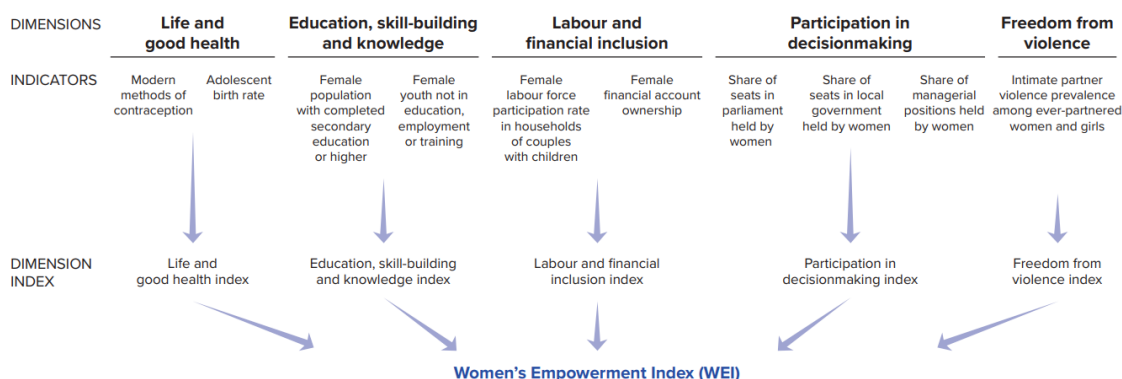 DIMENSIONS
Life and
good health
Education, skill-building
and knowledge
Labour and
financial inclusion
Participation in
decisionmaking
Freedom from
violence
INDICATORS
Modern
methods of
contraception
Adolescent
birth rate
Female
population
with completed
secondary
education
or higher
Female
youth not in
education,
employment
or training
Female
labour force
participation rate
in households
of couples
with children
Female
financial account
ownership
Share of
seats in
parliament
held by
women
Share of
seats in local
government
held by women
Share of
managerial
positions held
by women
Intimate partner
violence prevalence
among ever-partnered
women and girls
DIMENSION
INDEX
Life and
good health index
Education, skill-building
and knowledge index
Labour and financial
inclusion index
Participation in
decisionmaking index
Freedom from
violence index
Women's Empowerment Index (WEI)